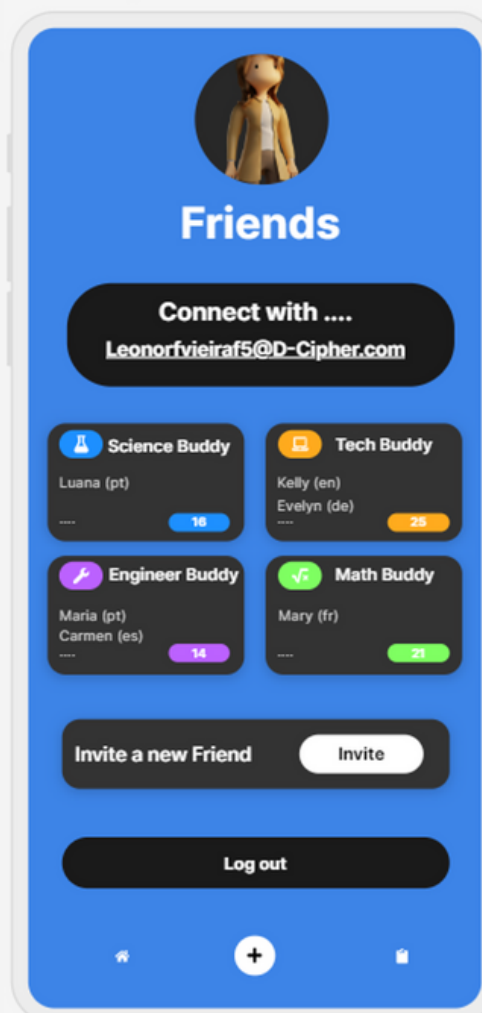 Friends
Connect with ....
Leonorfvieiraf5@D-Cipher.com
Science Buddy
Luana (pt)
....
16
Tech Buddy
Kelly (en)
Evelyn (de)
....
25
Engineer Buddy
Maria (pt)
Carmen (es)
....
14
Math Buddy
Mary (fr)
....
21
Invite a new Friend
Invite
Log out